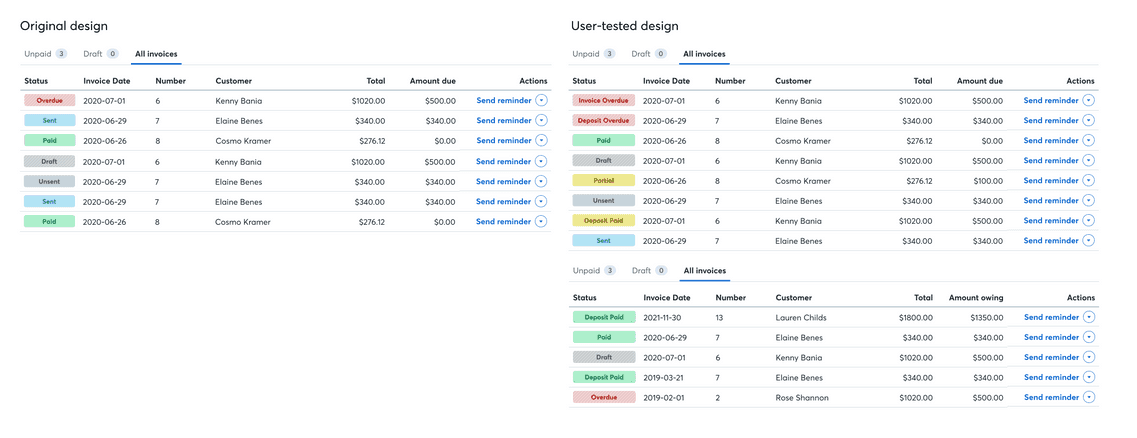 Original design
Unpaid 3 Draft 0 All invoices
Status Invoice Date Number Customer Total Amount due Actions
Overdue 2020-07-01 6 Kenny Bania $1020.00 $500.00 Send reminder
Sent 2020-06-29 7 Elaine Benes $340.00 $340.00 Send reminder
Paid 2020-06-26 8 Cosmo Kramer $276.12 $0.00 Send reminder
Draft 2020-07-01 6 Kenny Bania $1020.00 $500.00 Send reminder
Unsent 2020-06-29 7 Elaine Benes $340.00 $340.00 Send reminder
Sent 2020-06-29 7 Elaine Benes $340.00 $340.00 Send reminder
Paid 2020-06-26 8 Cosmo Kramer $276.12 $0.00 Send reminder
User-tested design
Unpaid 3 Draft 0 All invoices
Status Invoice Date Number Customer Total Amount due Actions
Invoice Overdue 2020-07-01 6 Kenny Bania $1020.00 $500.00 Send reminder
Deposit Overdue 2020-06-29 7 Elaine Benes $340.00 $340.00 Send reminder
Paid 2020-06-26 8 Cosmo Kramer $276.12 $0.00 Send reminder
Draft 2020-07-01 6 Kenny Bania $1020.00 $500.00 Send reminder
Partial 2020-06-26 8 Cosmo Kramer $276.12 $100.00 Send reminder
Unsent 2020-06-29 7 Elaine Benes $340.00 $340.00 Send reminder
Deposit Paid 2020-07-01 6 Kenny Bania $1020.00 $500.00 Send reminder
Sent 2020-06-29 7 Elaine Benes $340.00 $340.00 Send reminder
Unpaid 3 Draft 0 All invoices
Status Invoice Date Number Customer Total Amount owing Actions
Deposit Paid 2021-11-30 13 Lauren Childs $1800.00 $1350.00 Send reminder
Paid 2020-06-29 7 Elaine Benes $340.00 $340.00 Send reminder
Draft 2020-07-01 6 Kenny Bania $1020.00 $500.00 Send reminder
Deposit Paid 2019-03-21 7 Elaine Benes $340.00 $340.00 Send reminder
Overdue 2019-02-01 2 Rose Shannon $1020.00 $500.00 Send reminder